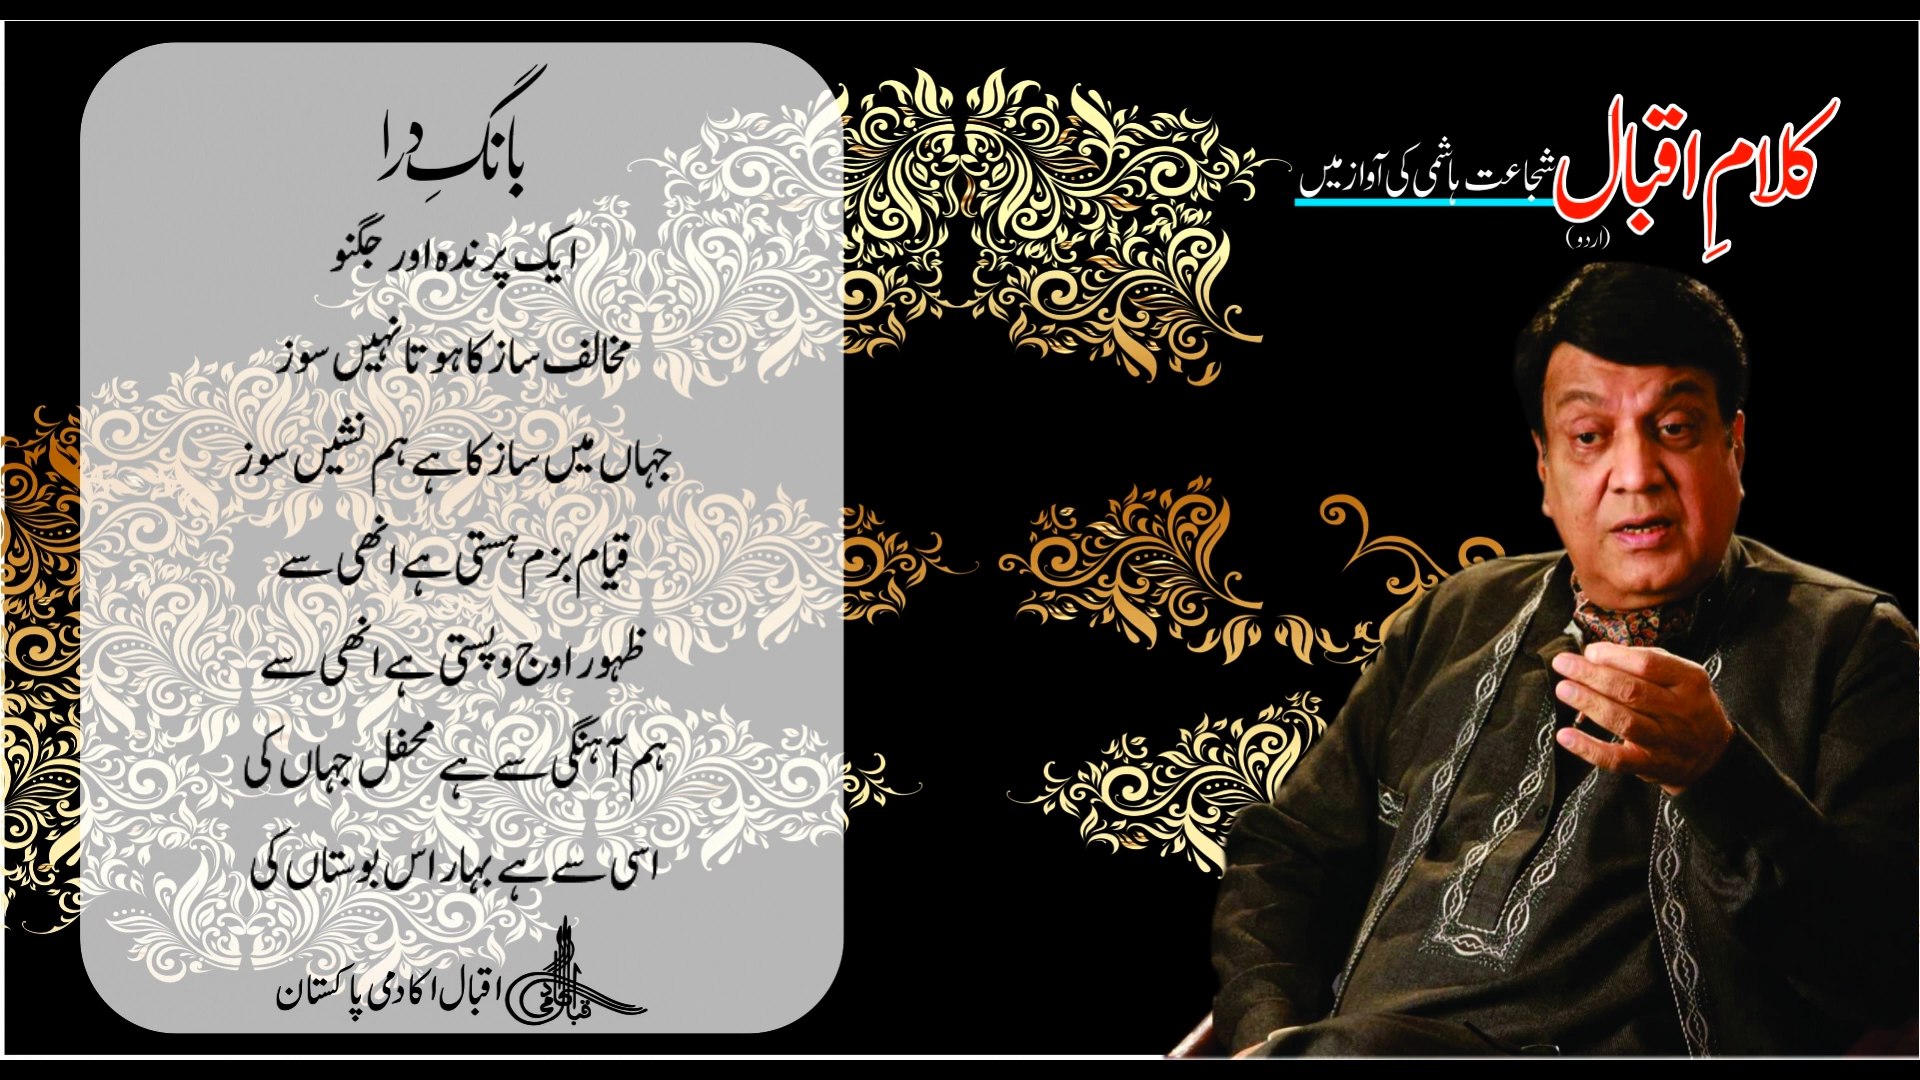 کلامِ اقبال شجاعت ہاشمی کی آواز میں
(اردو)
بانگِ درا
ایک پرندہ اور جگنو
مخالف ساز کا ہوتا نہیں سوز
جہاں میں ساز کا ہے ہم نشیں سوز
قیام بزم ہستی ہے انھی سے
ظہور اوج و پستی ہے انھی سے
ہم آہنگی سے ہے محفل جہاں کی
اسی سے ہے بہار اس بوستاں کی
اقبال اکادمی پاکستان